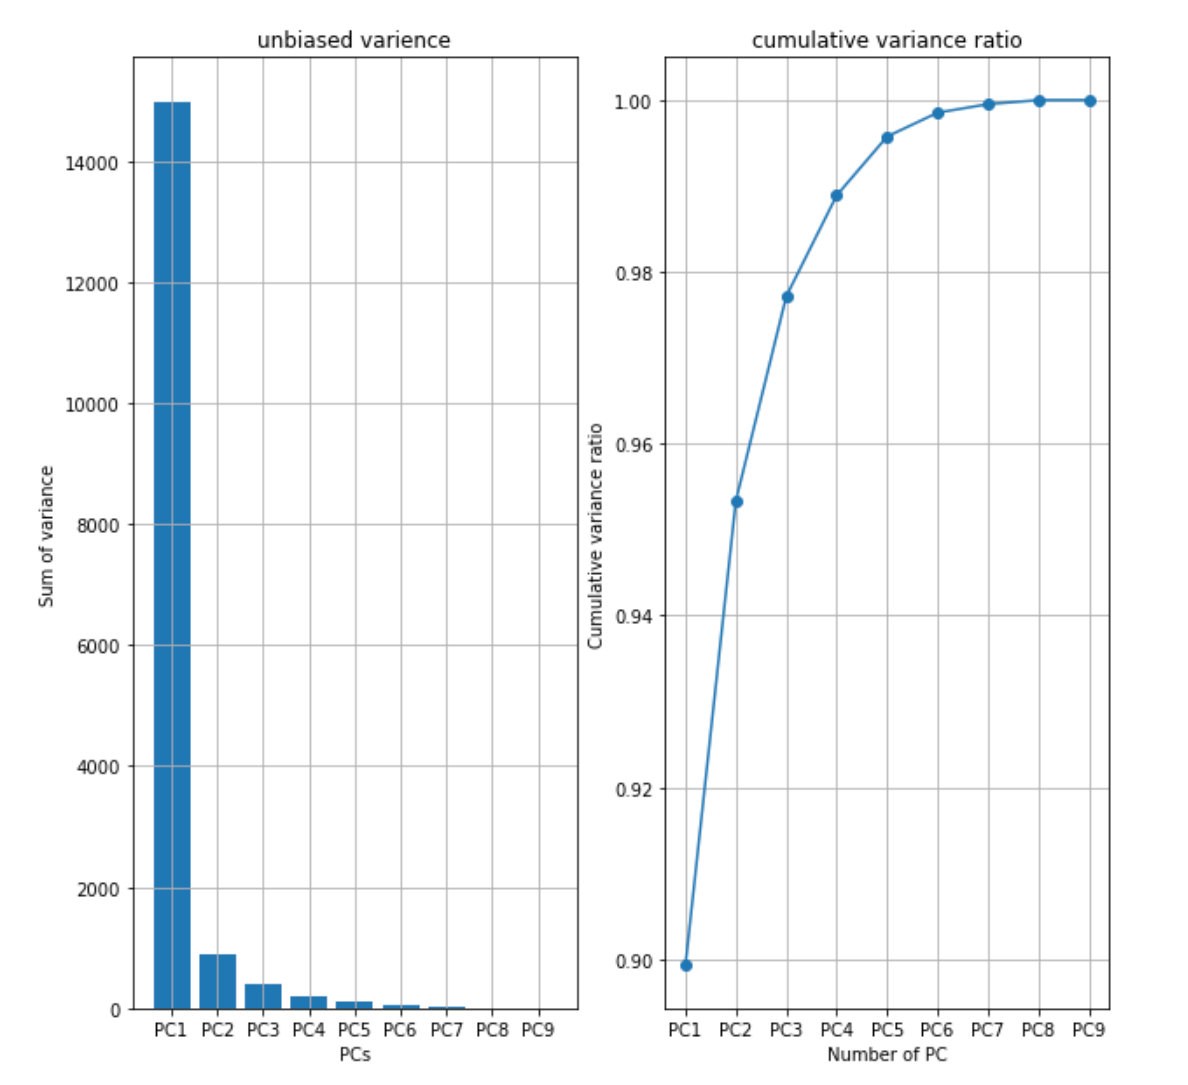 unbiased varience
14000
12000
10000
8000
6000
4000
2000
0
Sum of variance
PC1 PC2 PC3 PC4 PC5 PC6 PC7 PC8 PC9
PCs
cumulative variance ratio
1.00
0.98
0.96
0.94
0.92
0.90
Cumulative variance ratio
PC1 PC2 PC3 PC4 PC5 PC6 PC7 PC8 PC9
Number of PC